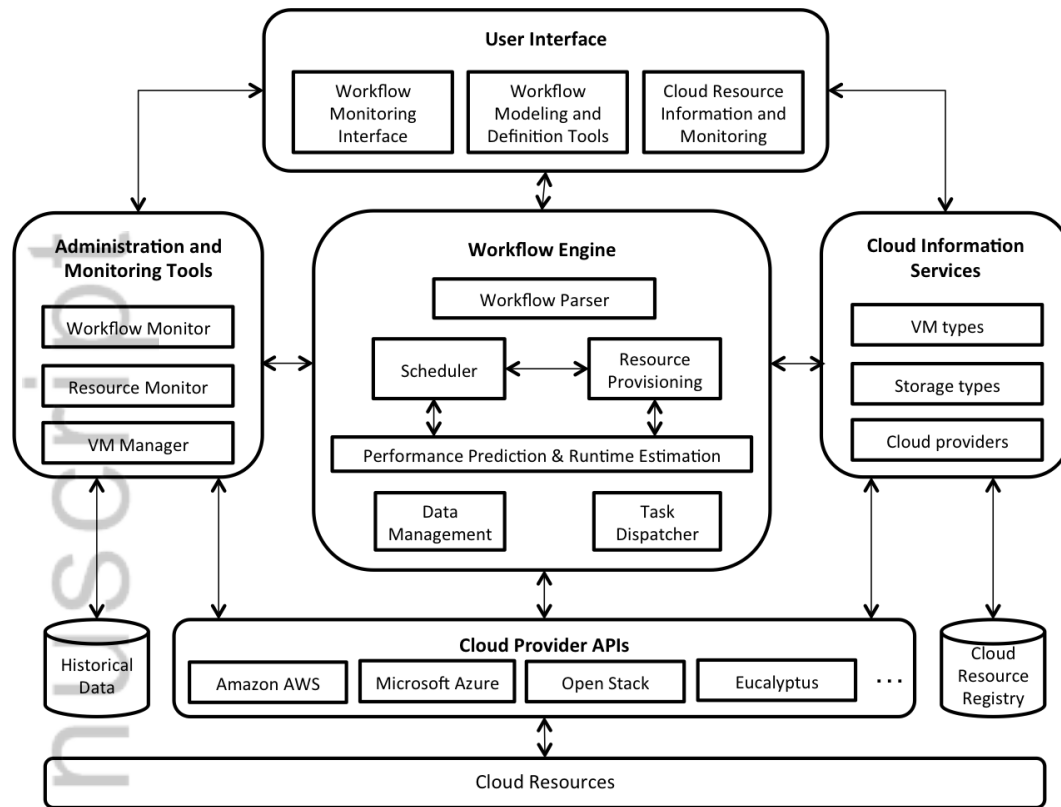 User Interface
Workflow
Monitoring
Interface
Workflow
Modeling and
Definition Tools
Cloud Resource
Information and
Monitoring
Administration and
Monitoring Tools
Workflow Monitor
Resource Monitor
VM Manager
Workflow Engine
Workflow Parser
Scheduler
Resource
Provisioning
Performance Prediction & Runtime Estimation
Data
Management
Task
Dispatcher
Cloud Information
Services
VM types
Storage types
Cloud providers
Historical
Data
Cloud Provider APIs
Amazon AWS
Microsoft Azure
Open Stack
Eucalyptus
...
Cloud
Resource
Registry
Cloud Resources
nuscript